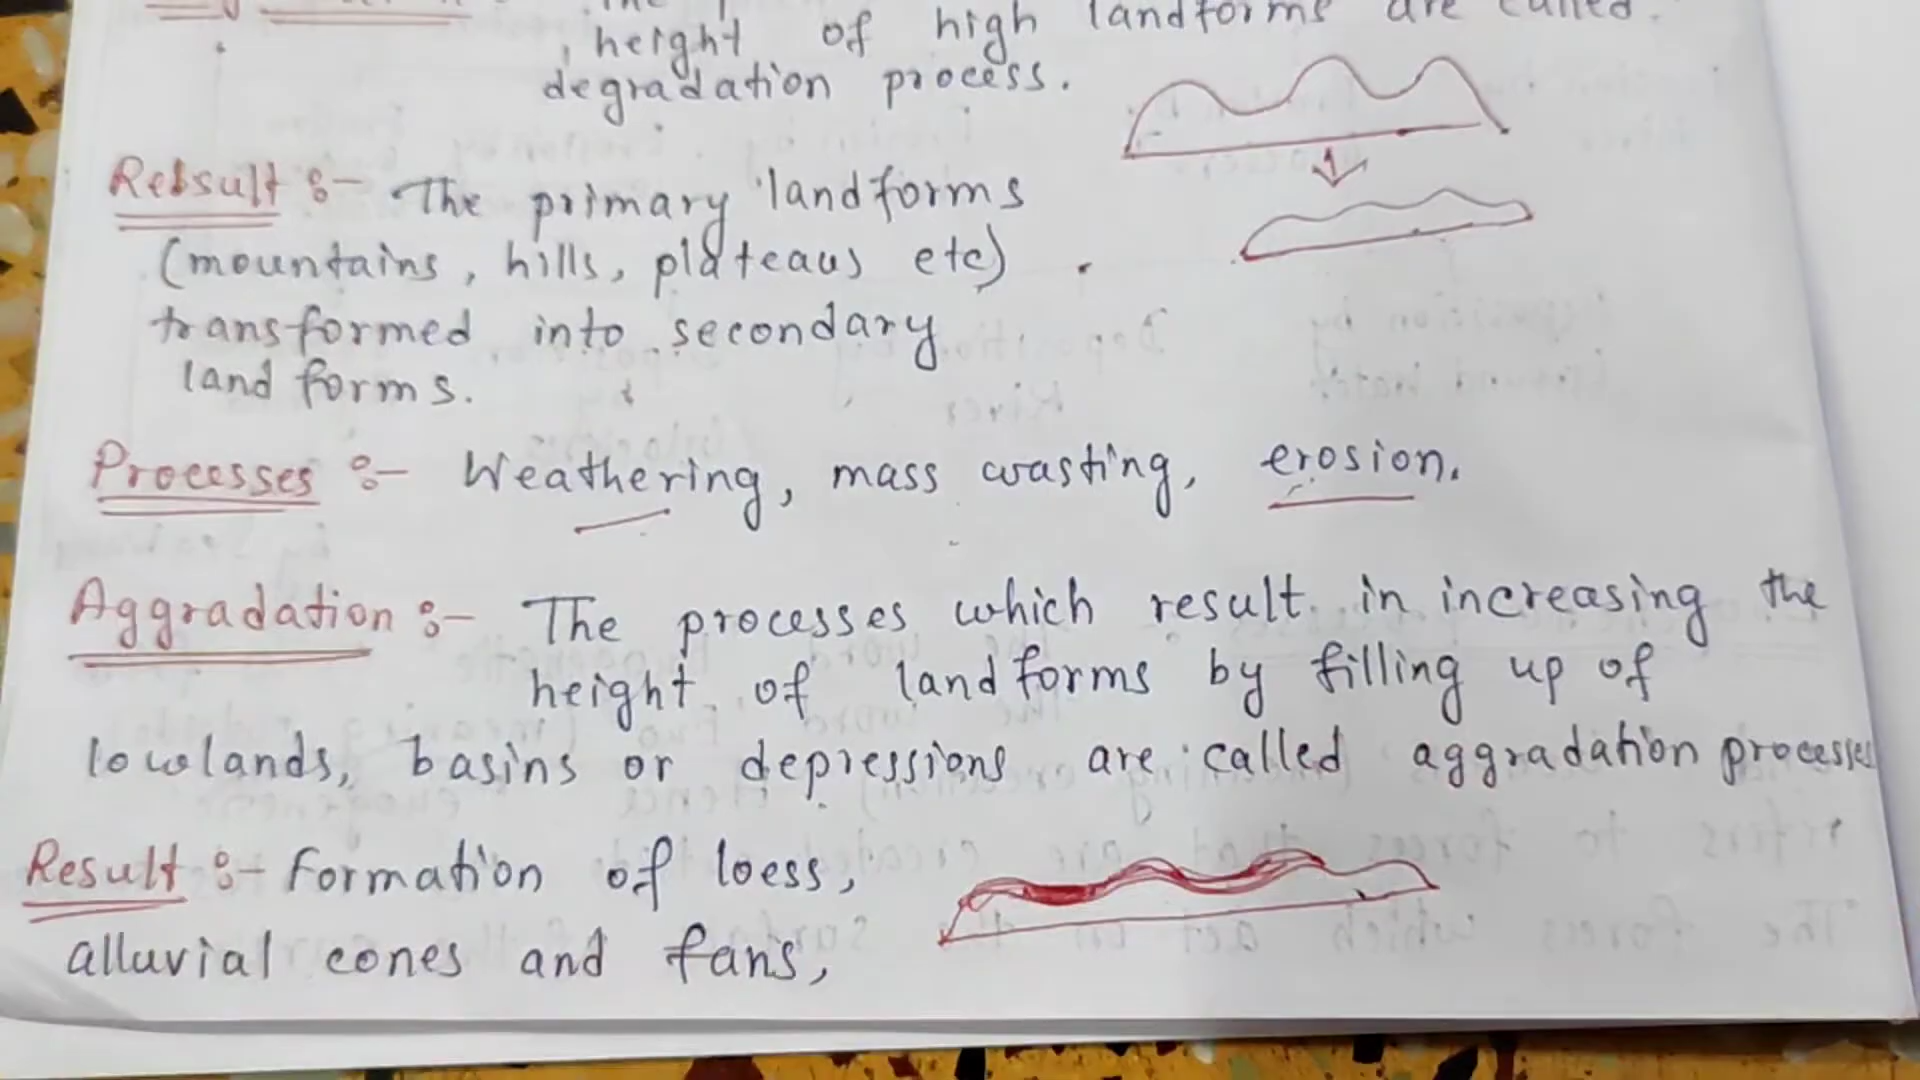 height of high landforms are called
degradation process.
Rebsult :- The primary landforms
(mountains, hills, plateaus etc)
transformed into secondary
land forms.
Processes :- Weathering, mass wasting, erosion.
Aggradation :- The processes which result in increasing the
height of landforms by filling up of
lowlands, basins or depressions are called aggradation processes
Result :- Formation of loess,
alluvial cones and fans,